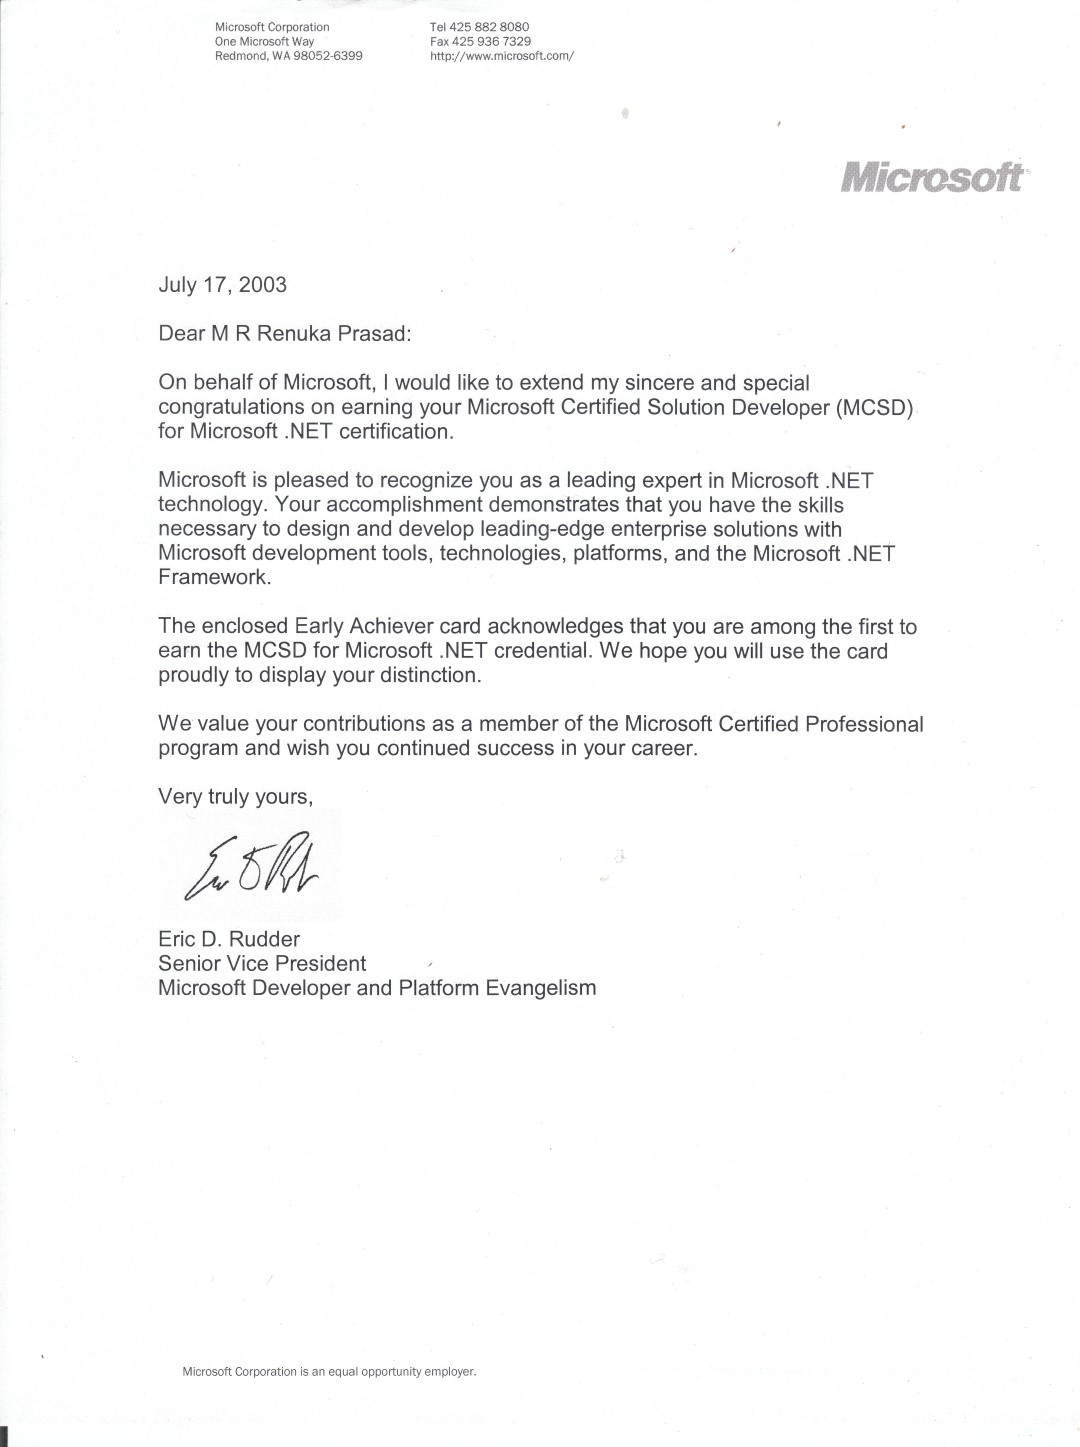 Microsoft Corporation
One Microsoft Way
Redmond, WA 98052-6399
Tel 425 882 8080
Fax 425 936 7329
http://www.microsoft.com/
Microsoft
July 17, 2003
Dear M R Renuka Prasad:
On behalf of Microsoft, I would like to extend my sincere and special
congratulations on earning your Microsoft Certified Solution Developer (MCSD)
for Microsoft .NET certification.
Microsoft is pleased to recognize you as a leading expert in Microsoft .NET
technology. Your accomplishment demonstrates that you have the skills
necessary to design and develop leading-edge enterprise solutions with
Microsoft development tools, technologies, platforms, and the Microsoft .NET
Framework.
The enclosed Early Achiever card acknowledges that you are among the first to
earn the MCSD for Microsoft .NET credential. We hope you will use the card
proudly to display your distinction.
We value your contributions as a member of the Microsoft Certified Professional
program and wish you continued success in your career.
Very truly yours,
Eric D. Rudder
Senior Vice President
Microsoft Developer and Platform Evangelism
Microsoft Corporation is an equal opportunity employer.